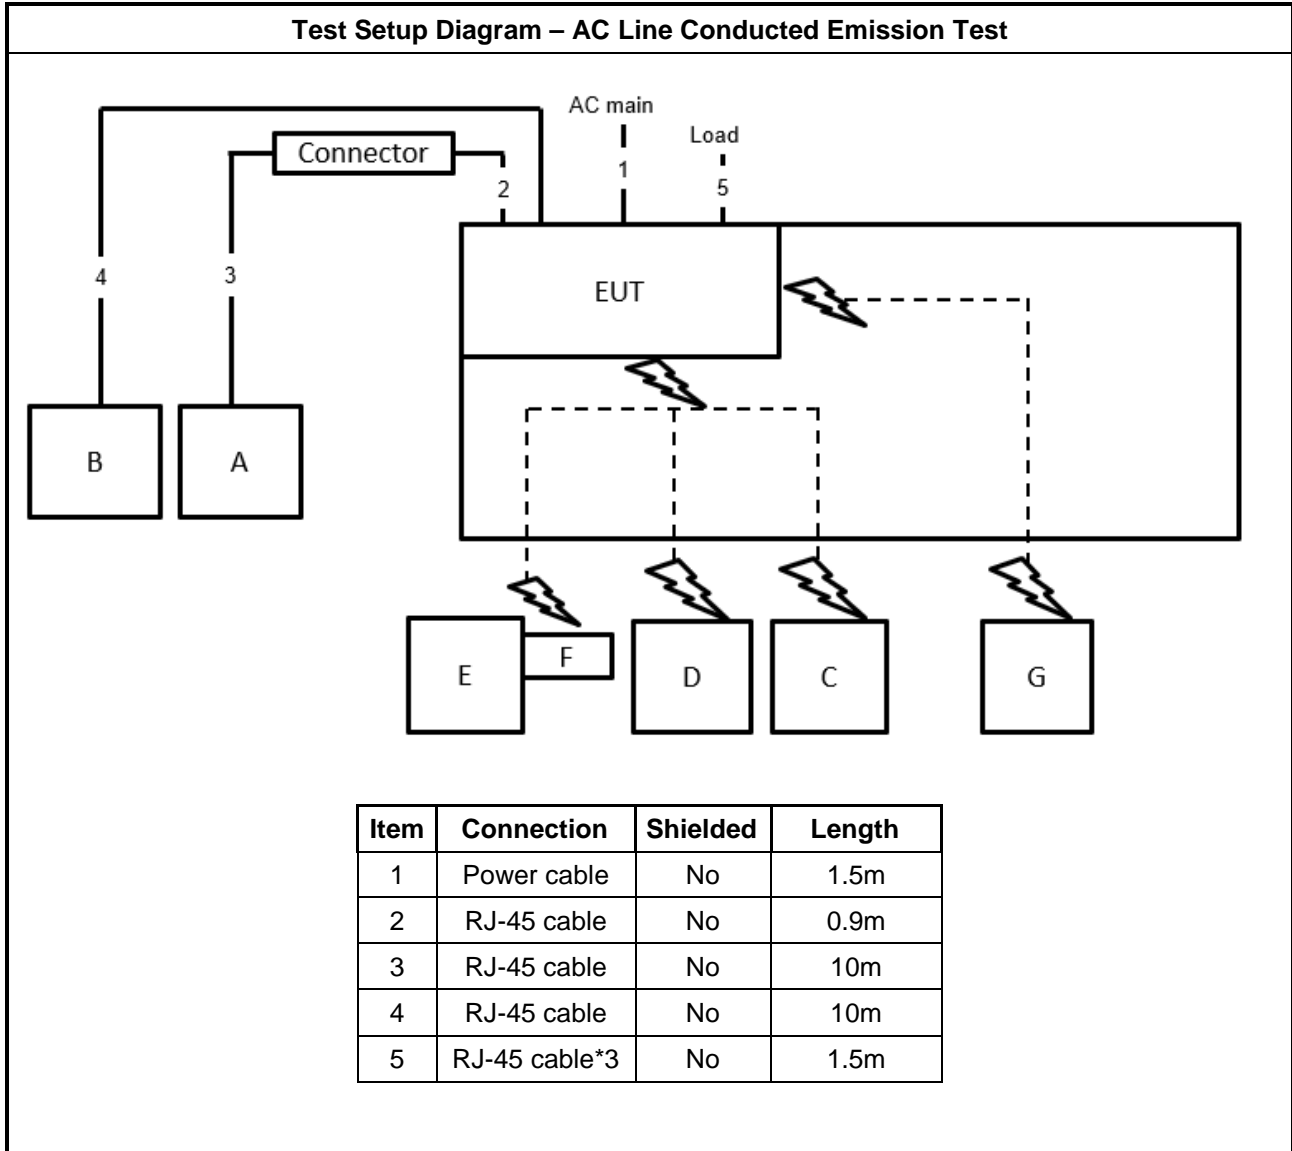 Test Setup Diagram – AC Line Conducted Emission Test
AC main
Load
Connector
1
2
5
4
3
EUT
B
A
E
F
D
C
G
Item Connection Shielded Length
1 Power cable No 1.5m
2 RJ-45 cable No 0.9m
3 RJ-45 cable No 10m
4 RJ-45 cable No 10m
5 RJ-45 cable*3 No 1.5m